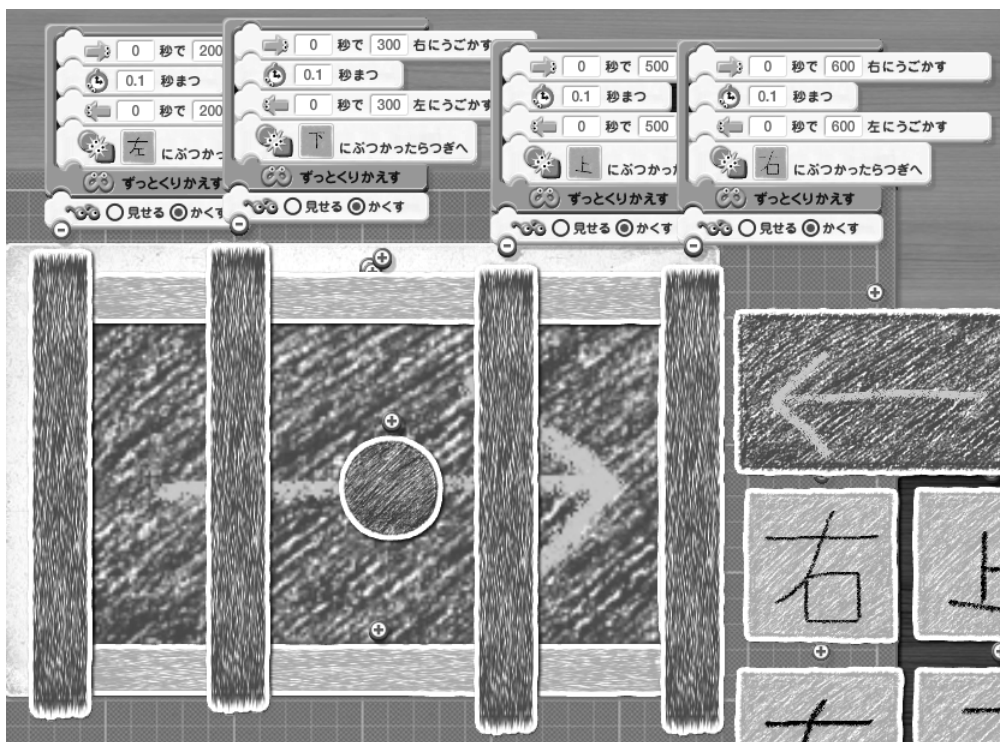 0 秒で 200
0.1 秒まつ
0 秒で 200
左 にぶつかっ
ずっとくりかえす
見せる かくす
0 秒で 300 右にうごかす
0.1 秒まつ
0 秒で 300 左にうごかす
下 にぶつかったらつぎへ
ずっとくりかえす
見せる かくす
0 秒で 500
0.1 秒まつ
0 秒で 500
上 にぶつかっ
ずっとくりかえす
見せる かくす
0 秒で 600 右にうごかす
0.1 秒まつ
0 秒で 600 左にうごかす
右 にぶつかったらつぎへ
ずっとくりかえす
見せる かくす
右 上